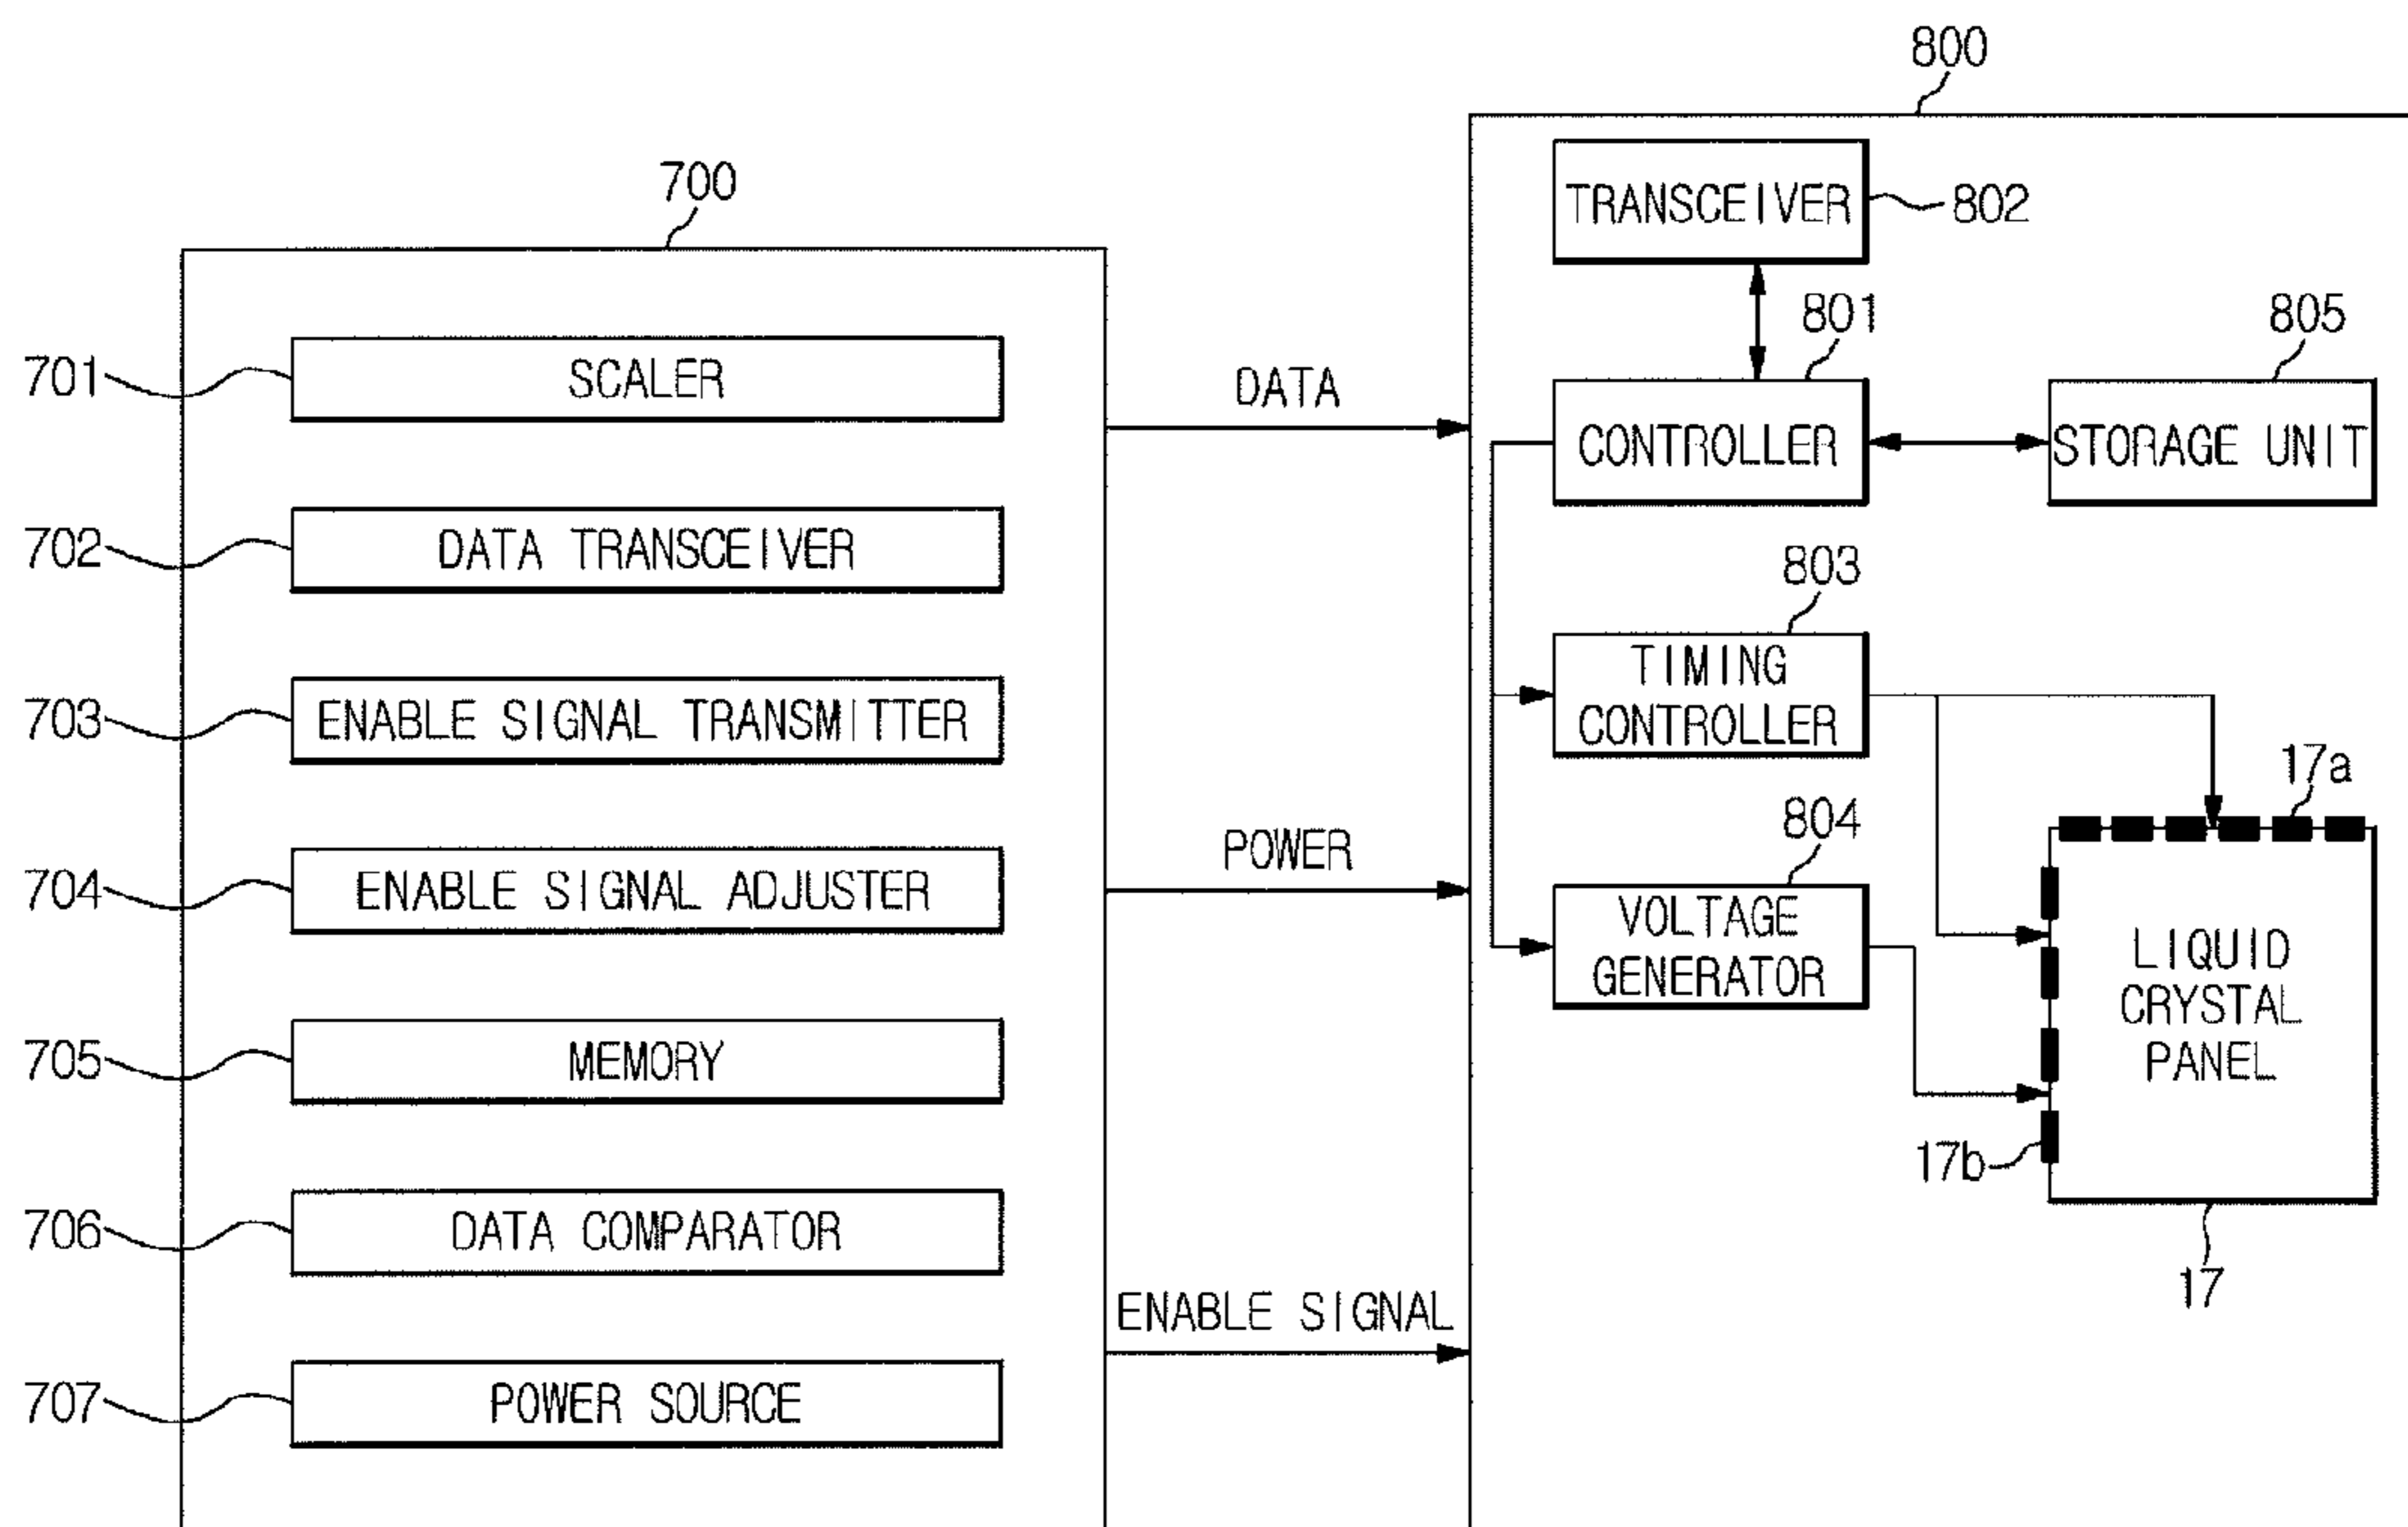 800
700
TRANSCEIVER
802
801
805
701
SCALER
DATA
CONTROLLER
STORAGE UNIT
702
DATA TRANSCEIVER
803
703
ENABLE SIGNAL TRANSMITTER
TIMING
CONTROLLER
17a
704
ENABLE SIGNAL ADJUSTER
POWER
804
VOLTAGE
GENERATOR
LIQUID
CRYSTAL
PANEL
705
MEMORY
17b
706
DATA COMPARATOR
17
ENABLE SIGNAL
707
POWER SOURCE